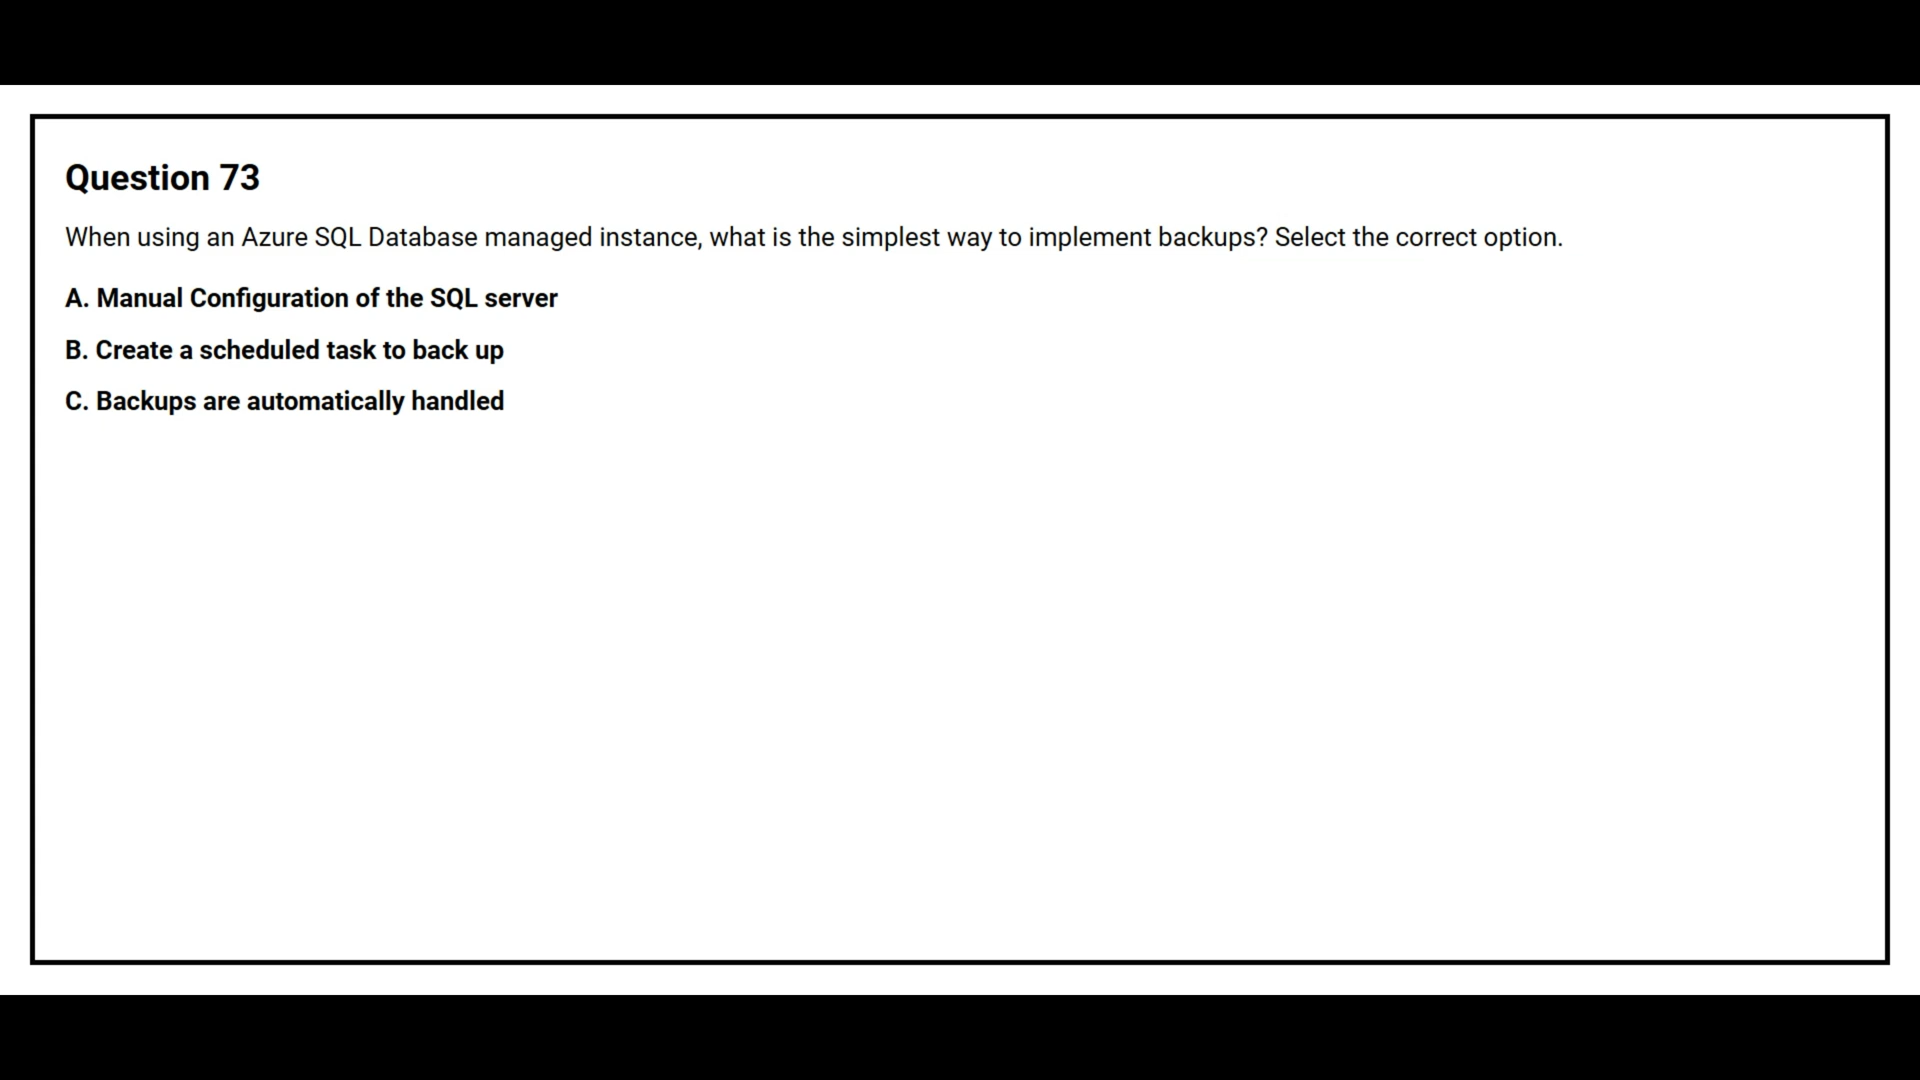 Question 73
When using an Azure SQL Database managed instance, what is the simplest way to implement backups? Select the correct option.
A. Manual Configuration of the SQL server
B. Create a scheduled task to back up
C. Backups are automatically handled